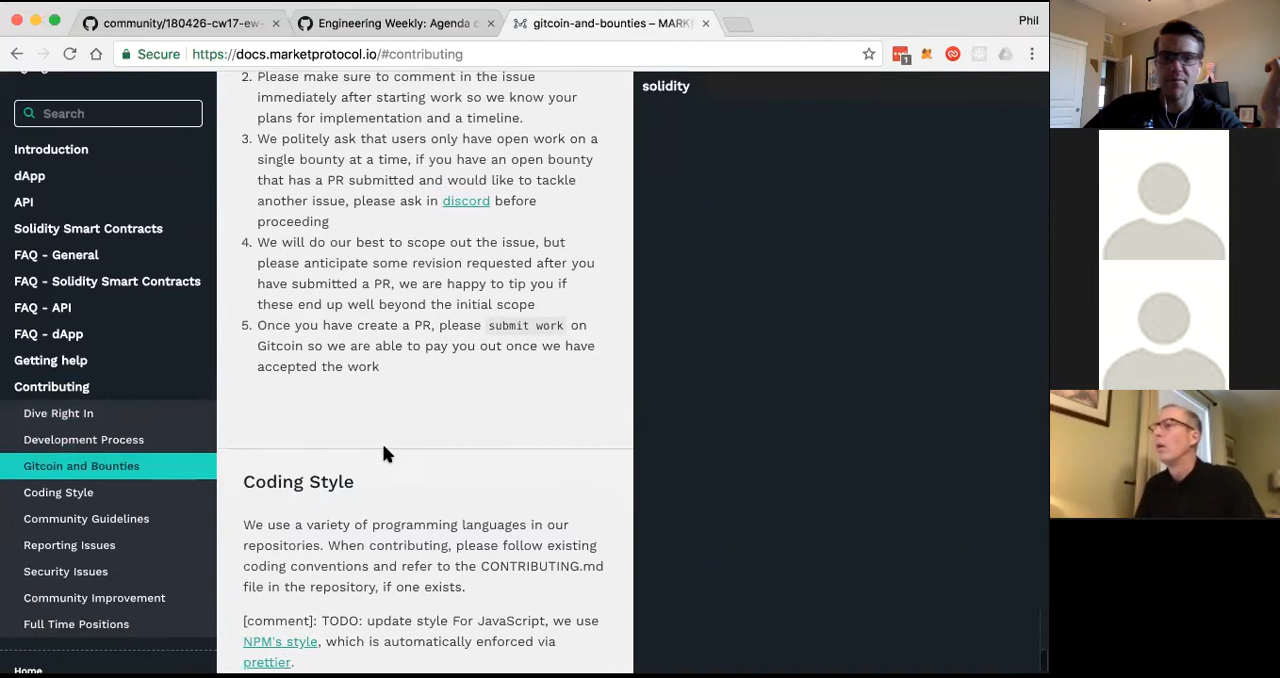 community/180426-cw17-ew-
Engineering Weekly: Agenda c
gitcoin-and-bounties – MARK
Phil
Secure
https://docs.marketprotocol.io/#contributing
1
Search
Introduction
dApp
API
Solidity Smart Contracts
FAQ - General
FAQ - Solidity Smart Contracts
FAQ - API
FAQ - dApp
Getting help
Contributing
Dive Right In
Development Process
Gitcoin and Bounties
Coding Style
Community Guidelines
Reporting Issues
Security Issues
Community Improvement
Full Time Positions
Home
2. Please make sure to comment in the issue
immediately after starting work so we know your
plans for implementation and a timeline.
3. We politely ask that users only have open work on a
single bounty at a time, if you have an open bounty
that has a PR submitted and would like to tackle
another issue, please ask in discord before
proceeding
4. We will do our best to scope out the issue, but
please anticipate some revision requested after you
have submitted a PR, we are happy to tip you if
these end up well beyond the initial scope
5. Once you have create a PR, please submit work on
Gitcoin so we are able to pay you out once we have
accepted the work
Coding Style
We use a variety of programming languages in our
repositories. When contributing, please follow existing
coding conventions and refer to the CONTRIBUTING.md
file in the repository, if one exists.
[comment]: TODO: update style For JavaScript, we use
NPM's style, which is automatically enforced via
prettier.
solidity